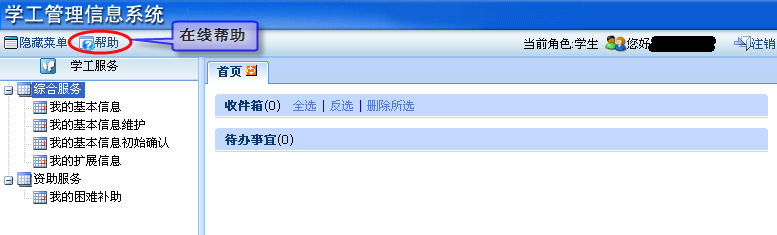 学工管理信息系统
隐藏菜单 帮助 在线帮助 当前角色:学生 您好 注销
学工服务 首页
综合服务
我的基本信息
我的基本信息维护
我的基本信息初始确认
我的扩展信息
资助服务
我的困难补助
收件箱(0) 全选 | 反选 | 删除所选
待办事宜(0)